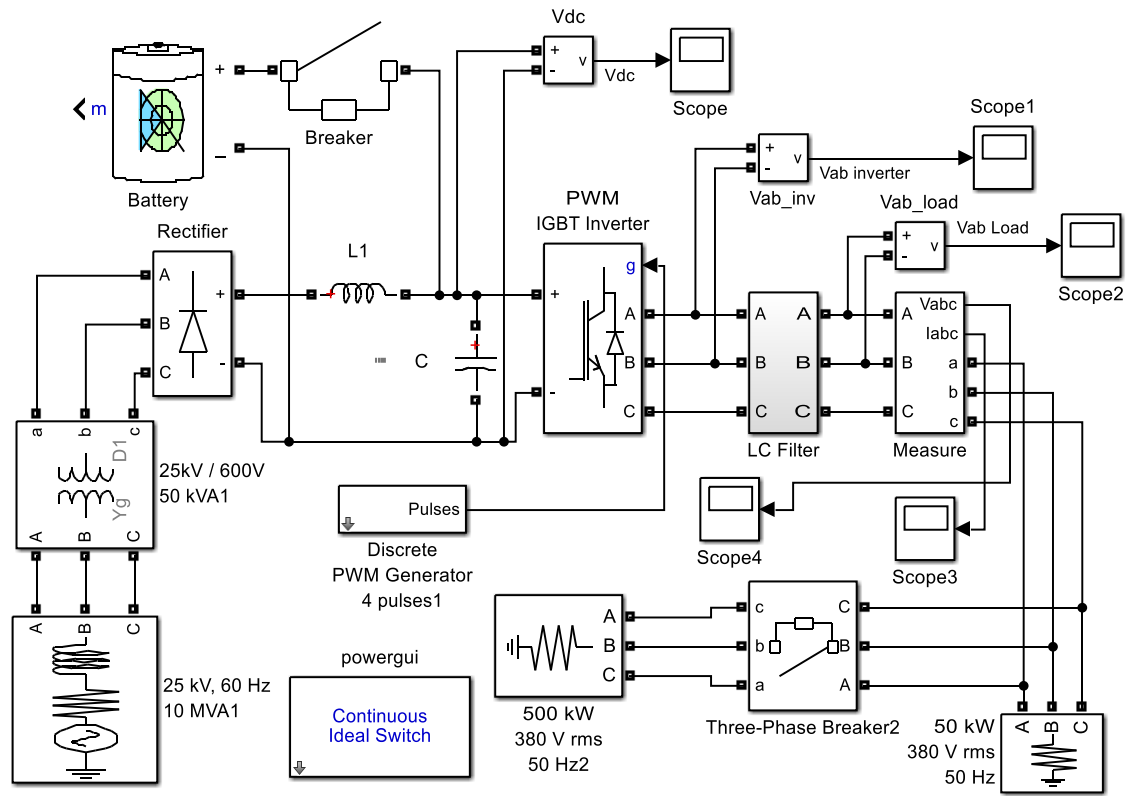 Vdc
+
-
v
Vdc
Scope
+
−
m
Breaker
Battery
Scope1
+
-
v
Vab inverter
Vab_inv
Vab_load
+
-
v
Vab Load
Scope2
Rectifier
A
B
C
+
-
L1
+
+
C
PWM
IGBT Inverter
g
+
-
A
B
C
A
B
C
A
B
C
LC Filter
A
B
C
Vabc
Iabc
a
b
c
Measure
a
b
c
D1
Yg
A
B
C
25kV / 600V
50 kVA1
Pulses
Discrete
PWM Generator
4 pulses1
Scope4
Scope3
A
B
C
25 kV, 60 Hz
10 MVA1
powergui
Continuous
Ideal Switch
A
B
C
500 kW
380 V rms
50 Hz2
c
b
a
C
B
A
Three-Phase Breaker2
A
B
C
50 kW
380 V rms
50 Hz